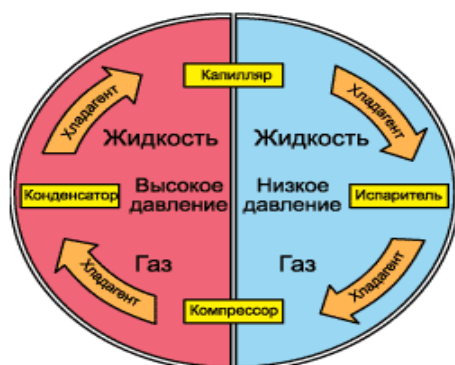 Капилляр
Хладагент
Хладагент
Жидкость
Жидкость
Конденсатор
Высокое
давление
Низкое
давление
Испаритель
Газ
Газ
Хладагент
Хладагент
Компрессор